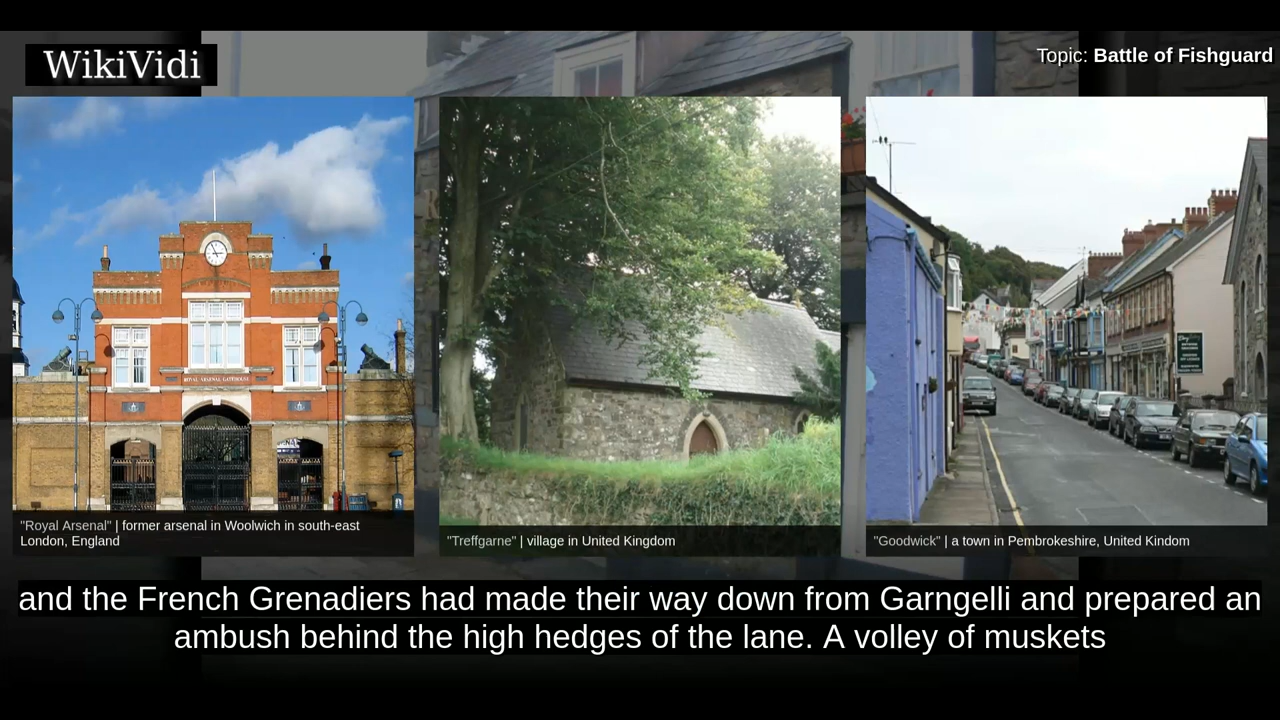 WikiVidi
Topic: Battle of Fishguard
ROYAL ARSENAL GATEHOUSE
"Royal Arsenal" | former arsenal in Woolwich in south-east
London, England
"Treffgarne" | village in United Kingdom
"Goodwick" | a town in Pembrokeshire, United Kindom
and the French Grenadiers had made their way down from Garngelli and prepared an
ambush behind the high hedges of the lane. A volley of muskets